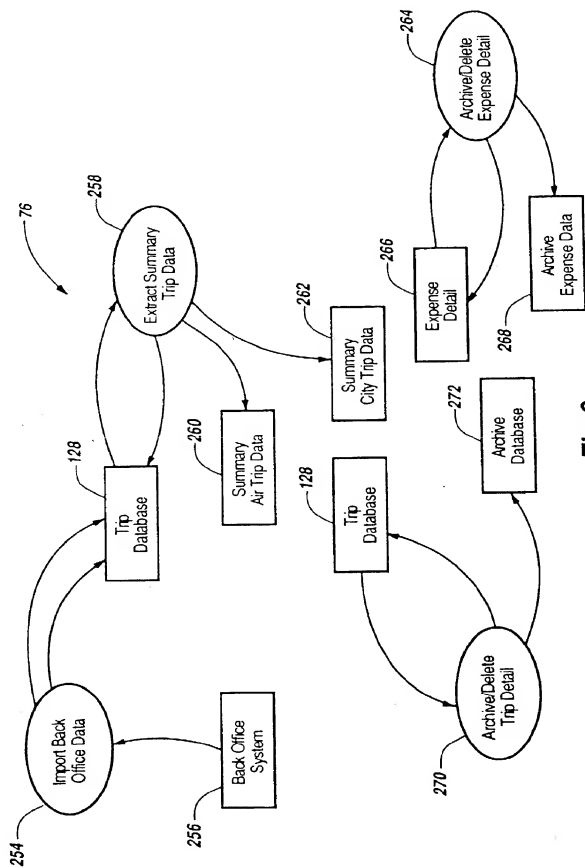 76
254
Import Back
Office Data
256
Back Office
System
128
Trip
Database
258
Extract Summary
Trip Data
260
Summary
Air Trip Data
262
Summary
City Trip Data
270
Archive/Delete
Trip Detail
128
Trip
Database
272
Archive
Database
266
Expense
Detail
264
Archive/Delete
Expense Detail
268
Archive
Expense Data